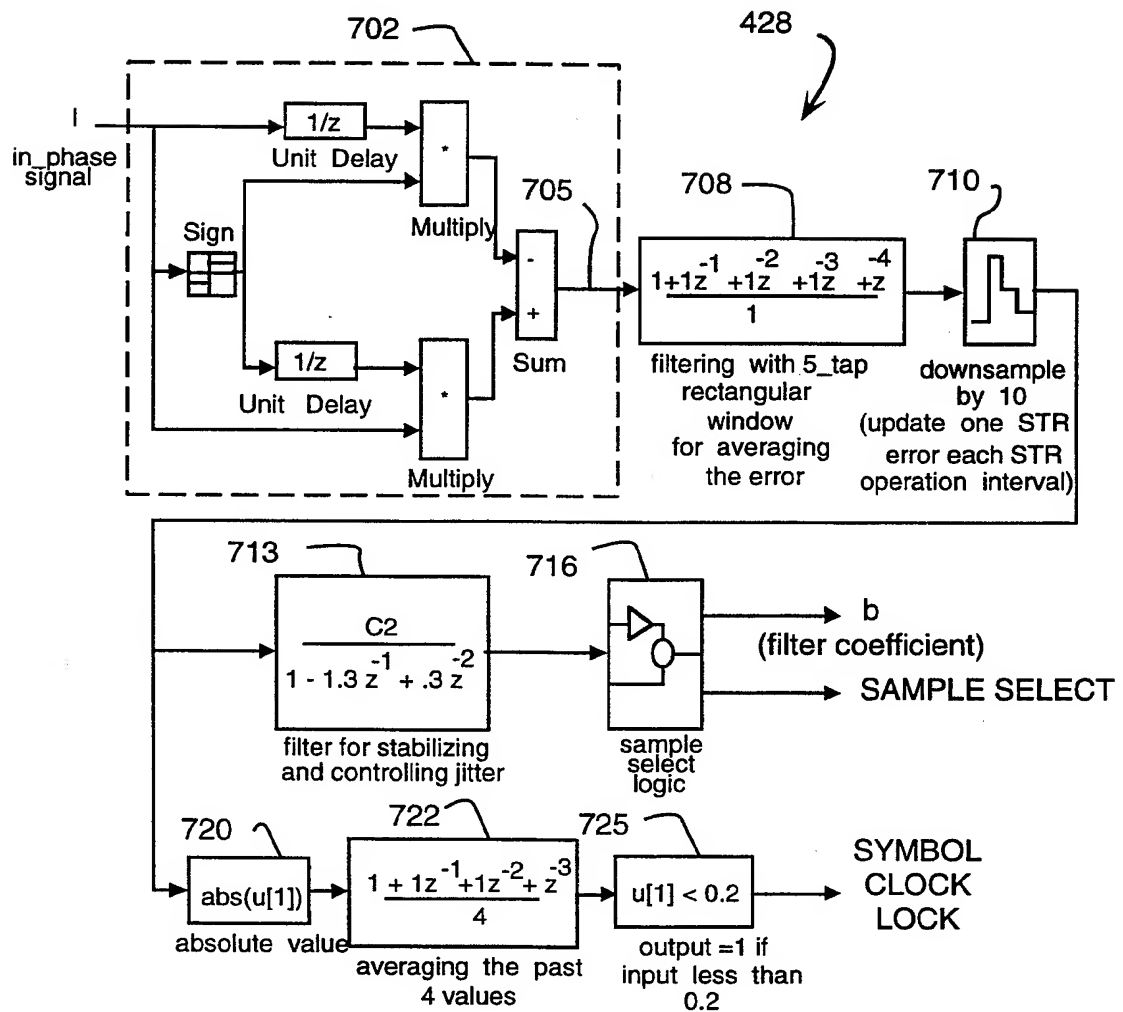 702
428
I
in_phase
signal
1/z
Unit Delay
*
Multiply
Sign
705
-
+
Sum
1/z
Unit Delay
*
Multiply
708
1+1z^-1 +1z^-2 +1z^-3 +z^-4
1
filtering with 5_tap
rectangular
window
for averaging
the error
710
downsample
by 10
(update one STR
error each STR
operation interval)
713
C2
1 - 1.3 z^-1 + .3 z^-2
filter for stabilizing
and controlling jitter
716
sample
select
logic
b
(filter coefficient)
SAMPLE SELECT
720
abs(u[1])
absolute value
722
1 + 1z^-1 +1z^-2 + z^-3
4
averaging the past
4 values
725
u[1] < 0.2
output =1 if
input less than
0.2
SYMBOL
CLOCK
LOCK